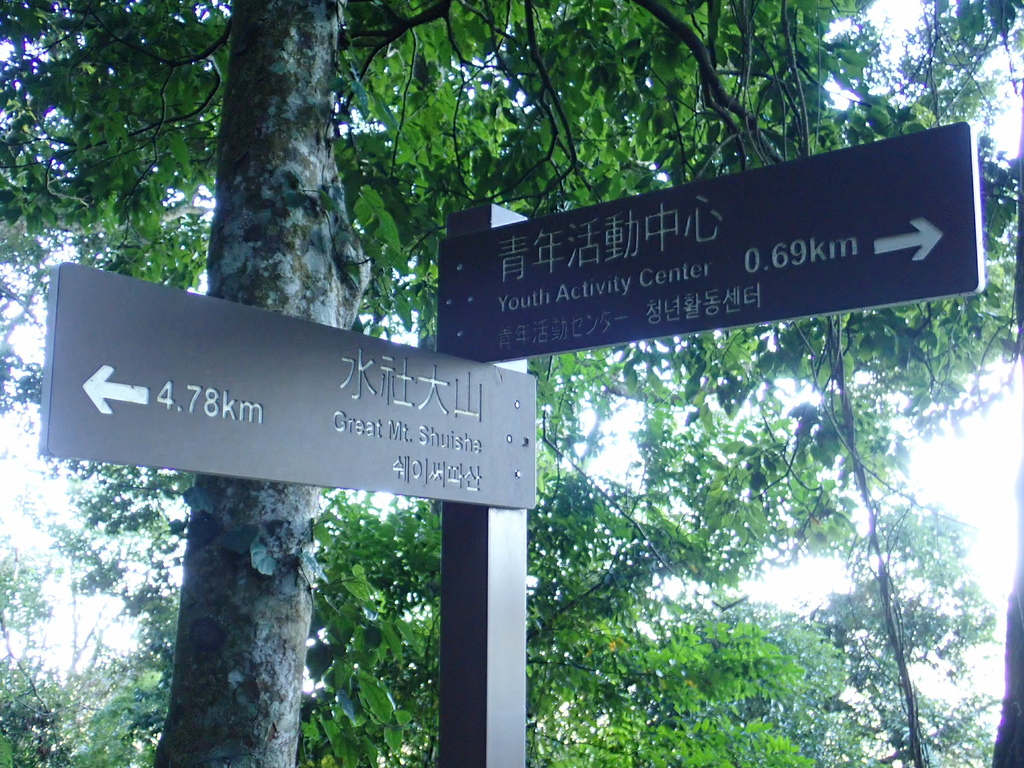 青年活動中心
Youth Activity Center 0.69km
青年活動センター 청년활동센터
水社大山
4.78km
Great Mt. Shuishe
쉐이써따산